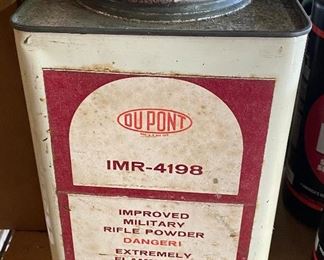 DU PONT
IMR-4198
IMPROVED
MILITARY
RIFLE POWDER
DANGER!
EXTREMELY